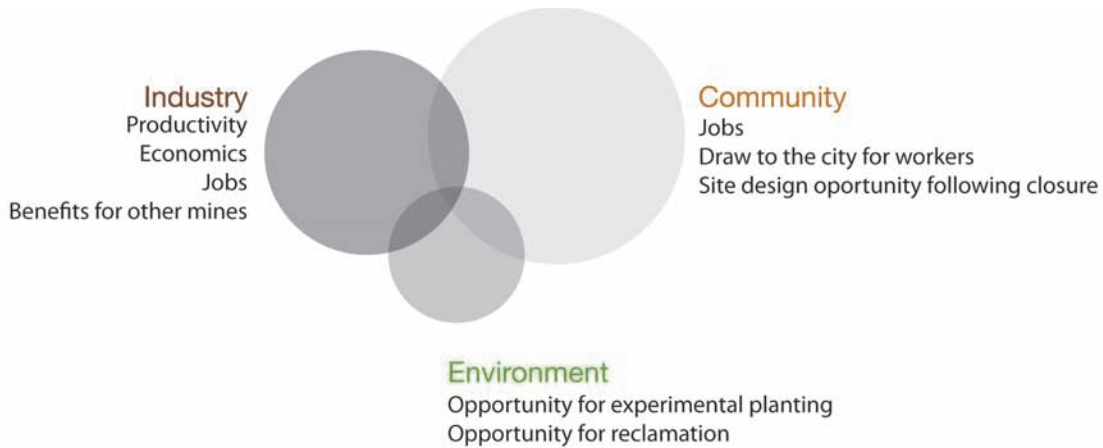 Industry
Productivity
Economics
Jobs
Benefits for other mines
Community
Jobs
Draw to the city for workers
Site design oportunity following closure
Environment
Opportunity for experimental planting
Opportunity for reclamation